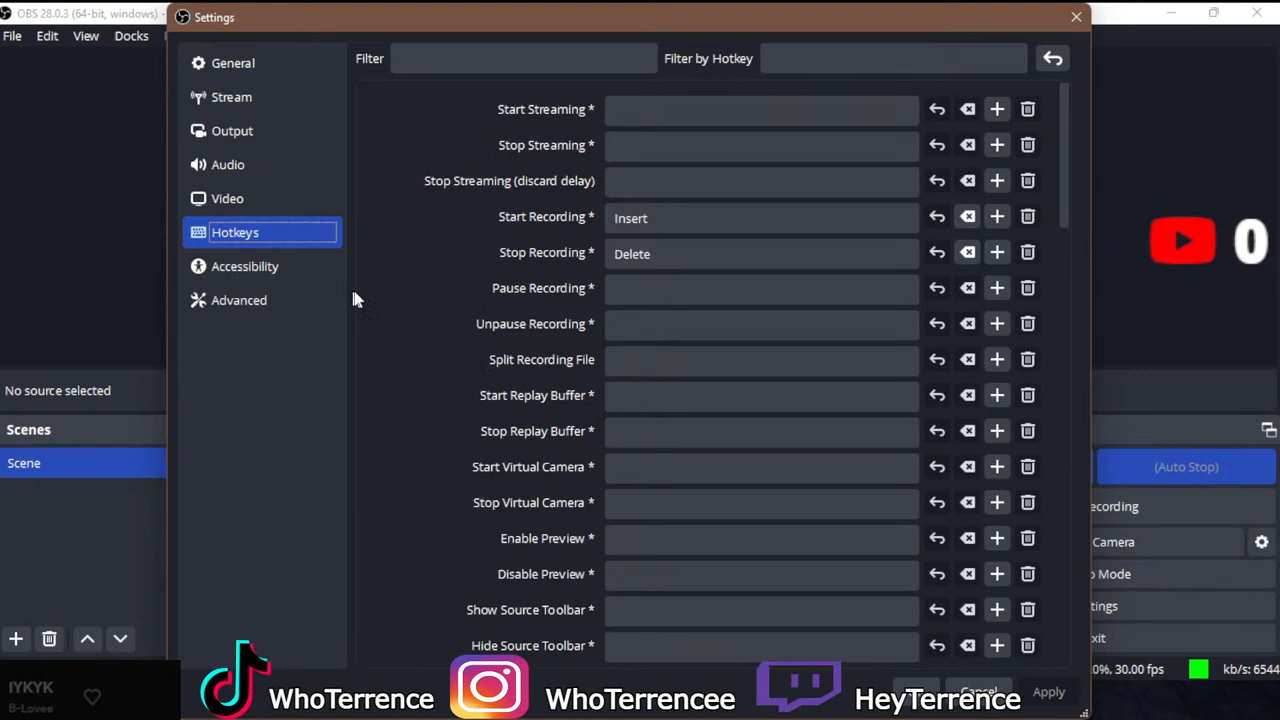 OBS 28.0.3 (64-bit, windows) -
Settings
File Edit View Docks
General
Stream
Output
Audio
Video
Hotkeys
Accessibility
Advanced
Filter
Filter by Hotkey
Start Streaming *
Stop Streaming *
Stop Streaming (discard delay)
Start Recording * Insert
Stop Recording * Delete
Pause Recording *
Unpause Recording *
Split Recording File
Start Replay Buffer *
Stop Replay Buffer *
Start Virtual Camera *
Stop Virtual Camera *
Enable Preview *
Disable Preview *
Show Source Toolbar *
Hide Source Toolbar *
Cancel
Apply
0
No source selected
Scenes
Scene
(Auto Stop)
ecording
Camera
o Mode
tings
xit
.0%, 30.00 fps
kb/s: 6544
IYKYK
B-Lovee
WhoTerrence
WhoTerrencee
HeyTerrence